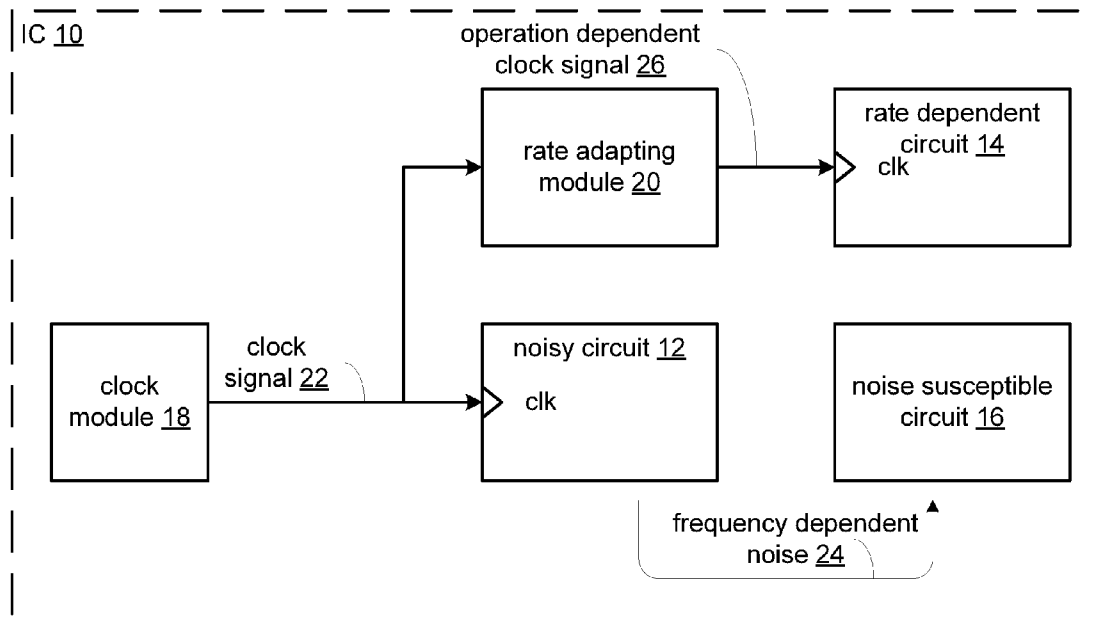 IC 10
operation dependent
clock signal 26
rate adapting
module 20
rate dependent
circuit 14
clk
clock
module 18
clock
signal 22
noisy circuit 12
clk
noise susceptible
circuit 16
frequency dependent
noise 24